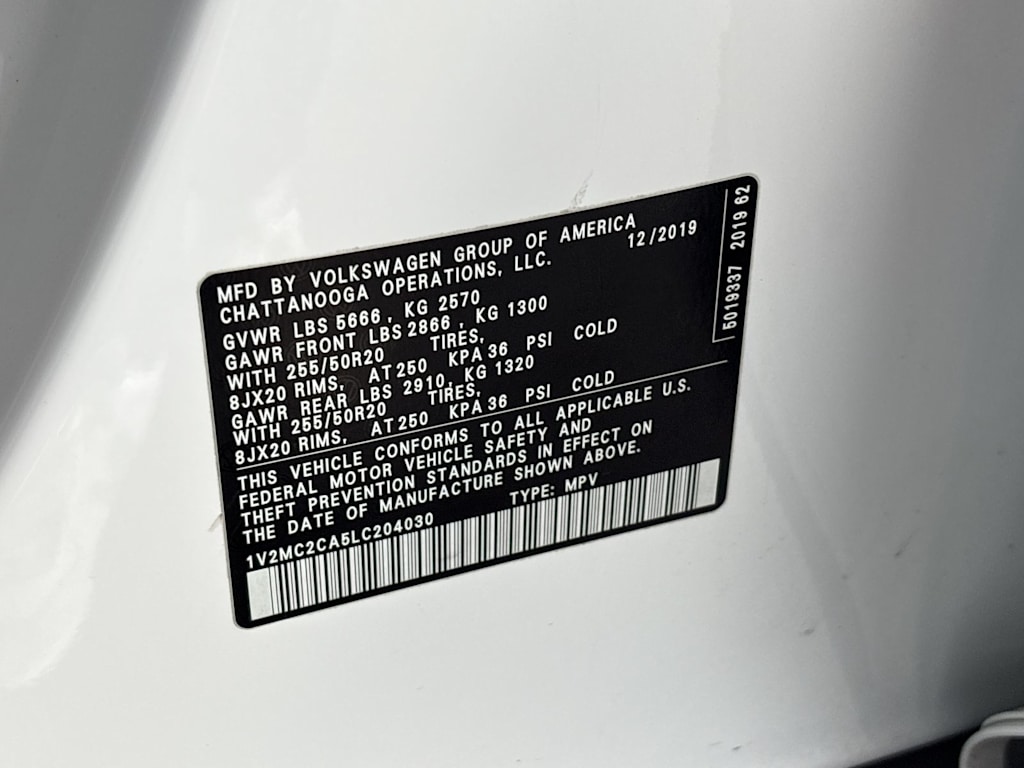 MFD BY VOLKSWAGEN GROUP OF AMERICA
CHATTANOOGA OPERATIONS, LLC. 12/2019
GVWR LBS 5666, KG 2570
GAWR FRONT LBS 2866, KG 1300
WITH 255/50R20 TIRES,
8JX20 RIMS, AT 250 KPA 36 PSI COLD
GAWR REAR LBS 2910, KG 1320
WITH 255/50R20 TIRES,
8JX20 RIMS, AT 250 KPA 36 PSI COLD
THIS VEHICLE CONFORMS TO ALL APPLICABLE U.S.
FEDERAL MOTOR VEHICLE SAFETY AND
THEFT PREVENTION STANDARDS IN EFFECT ON
THE DATE OF MANUFACTURE SHOWN ABOVE.
1V2MC2CA5LC204030 TYPE: MPV
5019337 2019 62